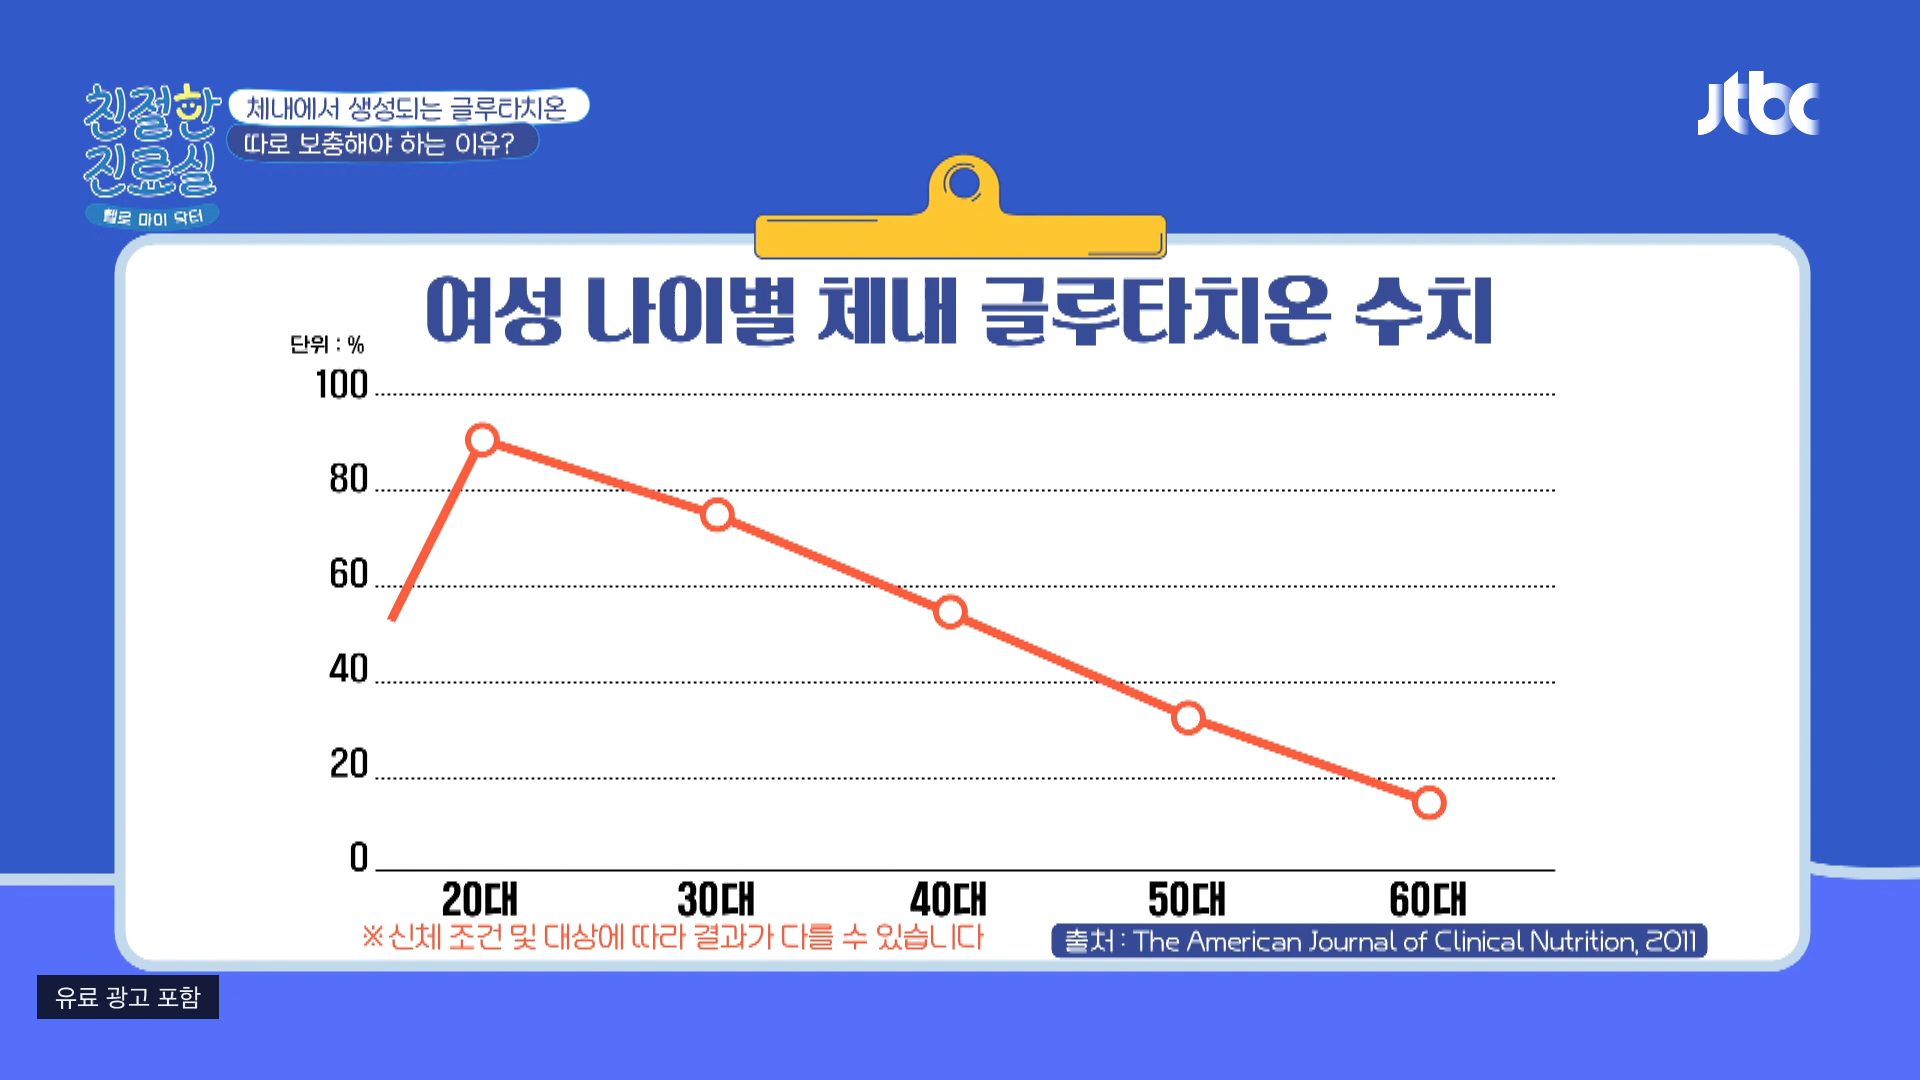 친절한
진료실
헬로 마이 닥터
체내에서 생성되는 글루타치온
따로 보충해야 하는 이유?
jtbc
여성 나이별 체내 글루타치온 수치
단위 : %
100
80
60
40
20
0
20대 30대 40대 50대 60대
※신체 조건 및 대상에 따라 결과가 다를 수 있습니다
출처 : The American Journal of Clinical Nutrition, 2011
유료 광고 포함